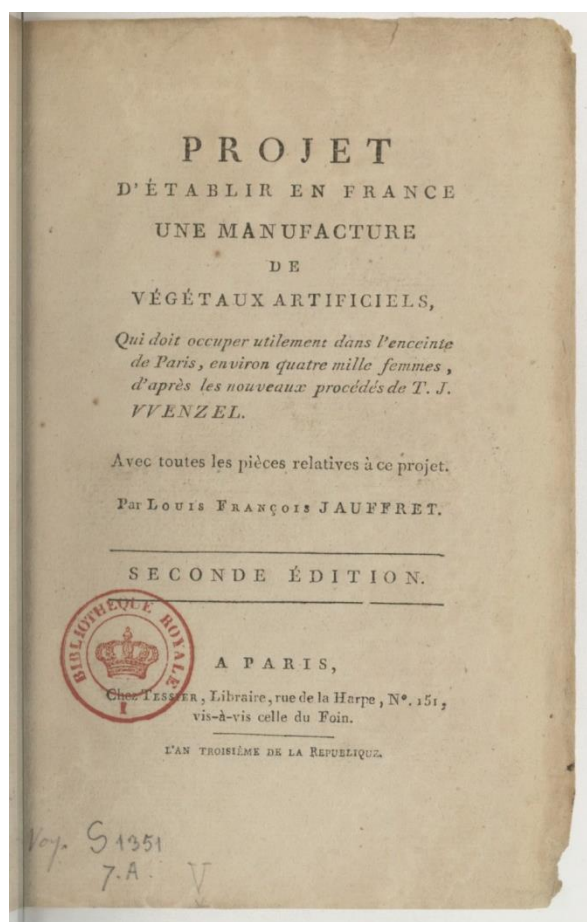 PROJET
D'ÉTABLIR EN FRANCE
UNE MANUFACTURE
DE
VÉGÉTAUX ARTIFICIELS,
Qui doit occuper utilement dans l'enceinte
de Paris, environ quatre mille femmes,
d'après les nouveaux procédés de T. J.
VVENZEL.
Avec toutes les pièces relatives à ce projet.
Par LOUIS FRANÇOIS JAUFFRET.
SECONDE ÉDITION.
BIBLIOTHEQUE ROYALE
I
A PARIS,
Chez TESSIER, Libraire, rue de la Harpe, N°. 151,
vis-à-vis celle du Foin.
L'AN TROISIÈME DE LA REPUBLIQUE.
Voy. S 1351
7.A.
V